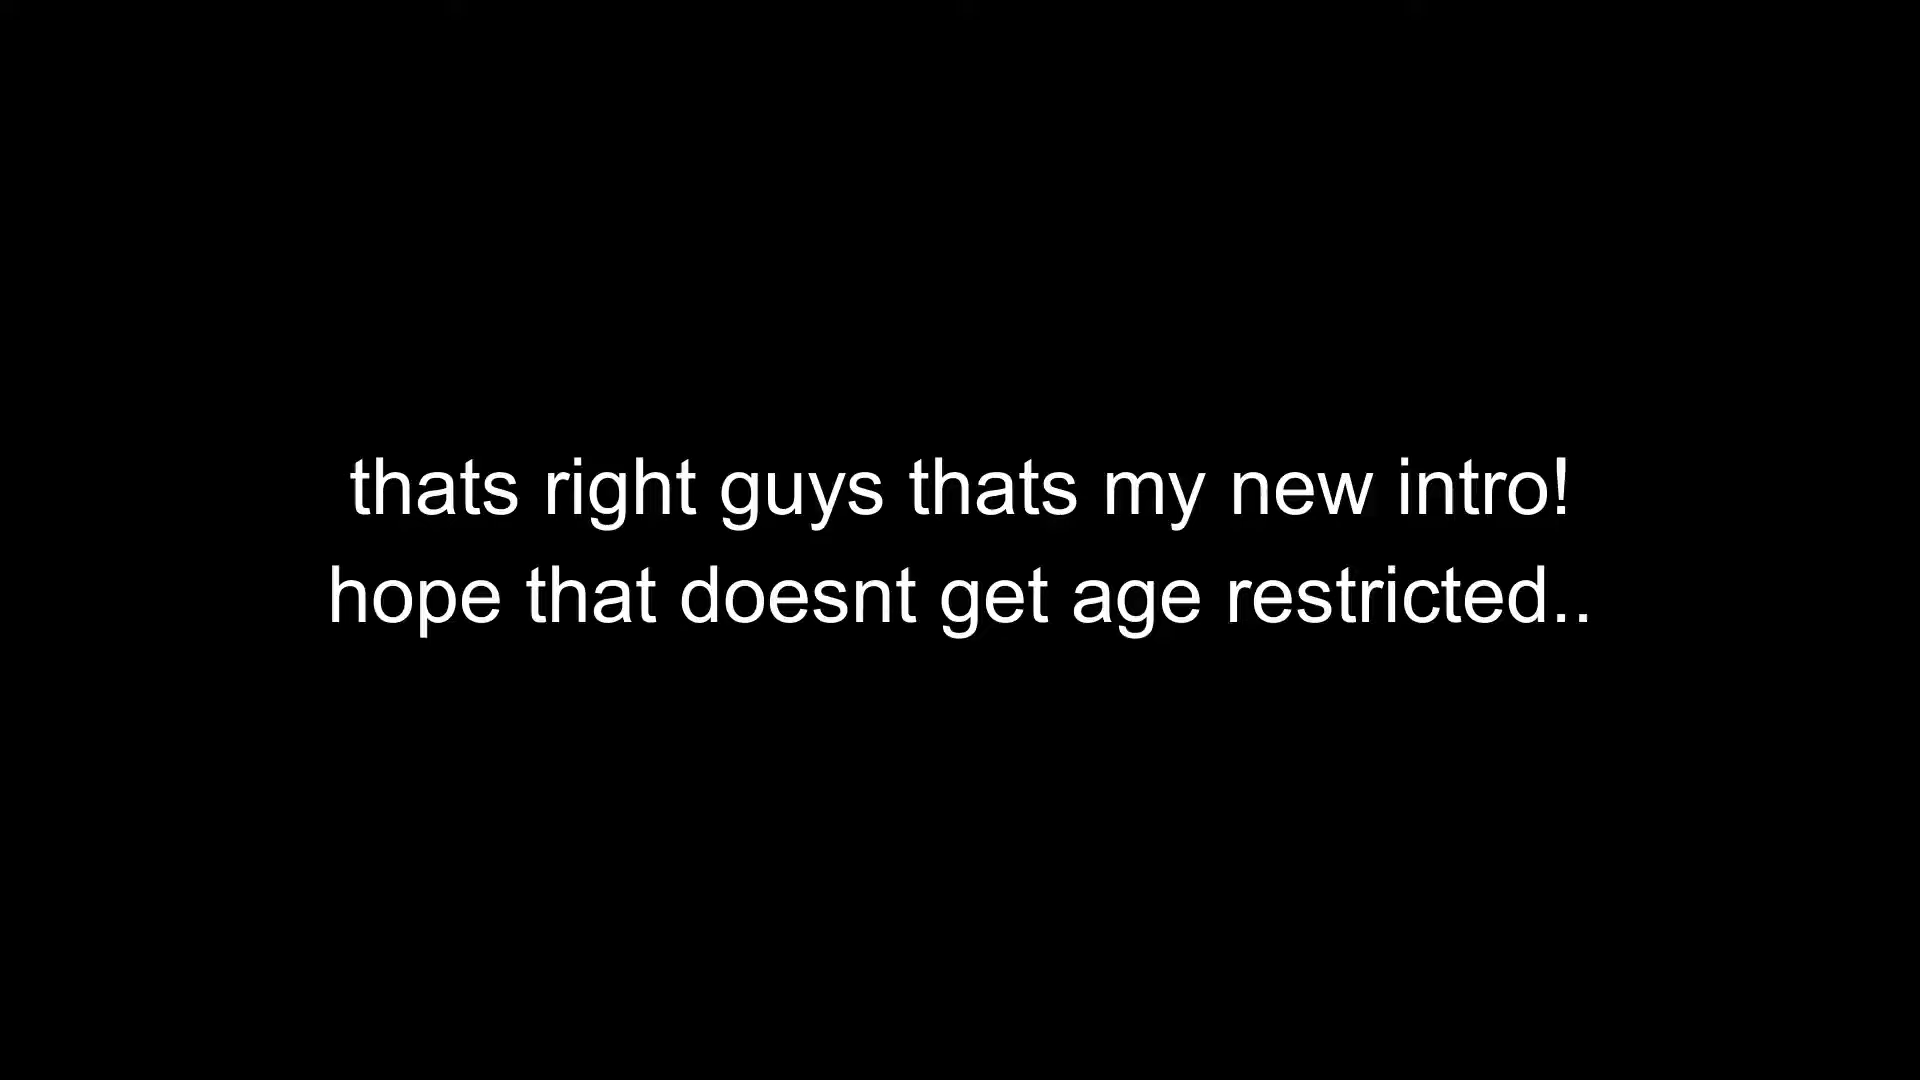 thats right guys thats my new intro!
hope that doesnt get age restricted..